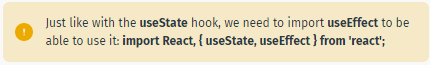 Just like with the useState hook, we need to import useEffect to be
able to use it: import React, { useState, useEffect } from 'react';